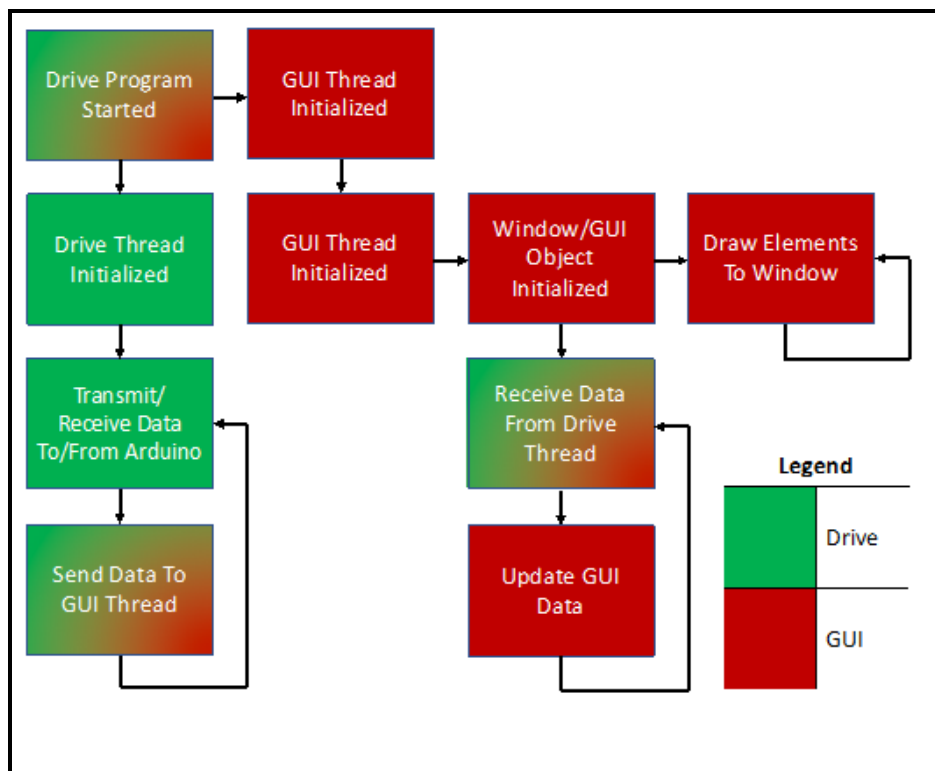 Drive Program
Started
GUI Thread
Initialized
Drive Thread
Initialized
GUI Thread
Initialized
Window/GUI
Object
Initialized
Draw Elements
To Window
Transmit/
Receive Data
To/From Arduino
Receive Data
From Drive
Thread
Send Data To
GUI Thread
Update GUI
Data
Legend
Drive
GUI